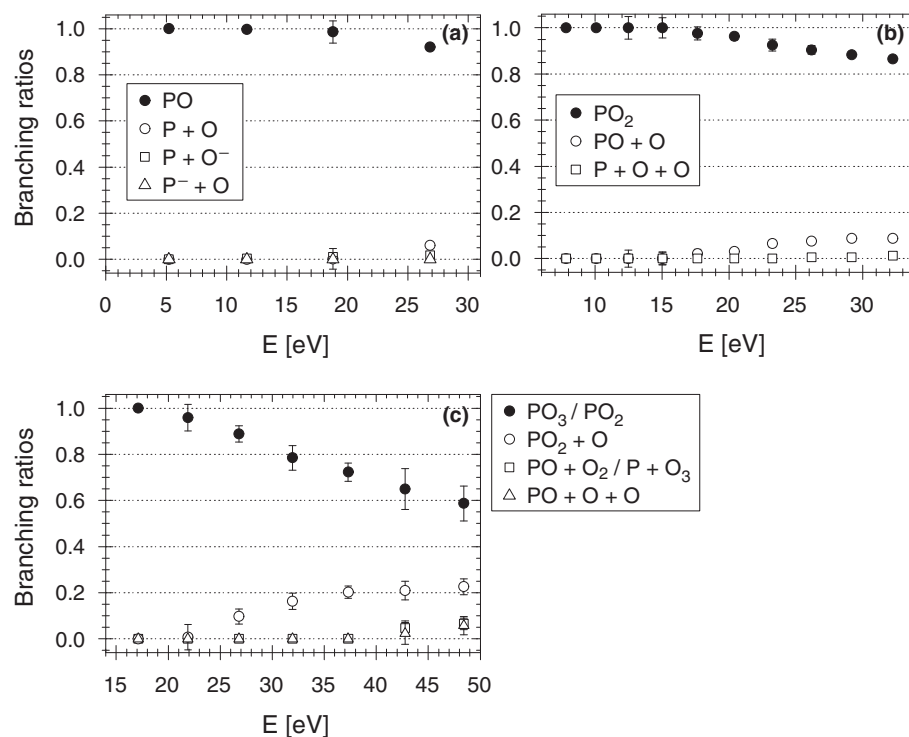 (a)
Branching ratios
1.0
0.8
0.6
0.4
0.2
0.0
PO
P + O
P + O⁻
P⁻ + O
0 5 10 15 20 25 30
E [eV]
(b)
1.0
0.8
0.6
0.4
0.2
0.0
PO₂
PO + O
P + O + O
10 15 20 25 30
E [eV]
(c)
Branching ratios
1.0
0.8
0.6
0.4
0.2
0.0
15 20 25 30 35 40 45 50
E [eV]
PO₃ / PO₂
PO₂ + O
PO + O₂ / P + O₃
PO + O + O